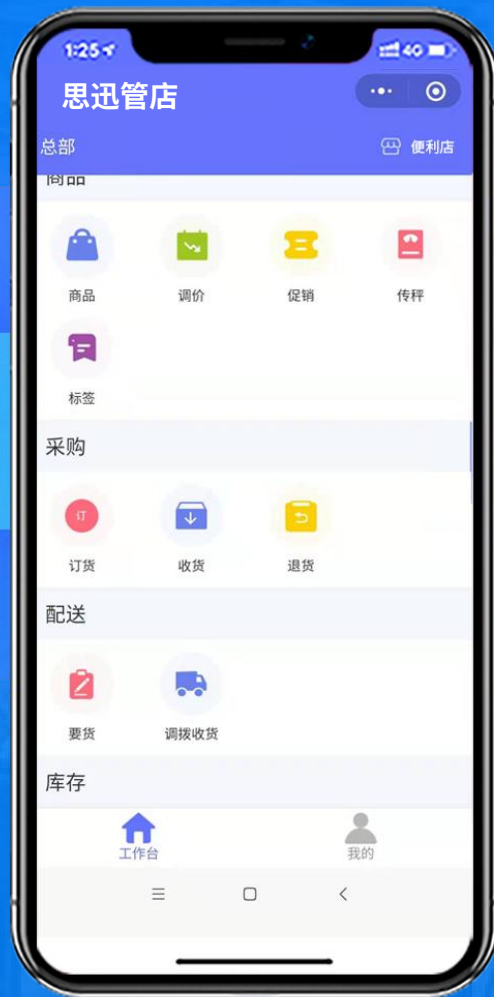 1:25
4G
思迅管店
总部
便利店
商品
商品
调价
促销
传秤
标签
采购
订
订货
收货
退货
配送
要货
调拨收货
库存
工作台
我的